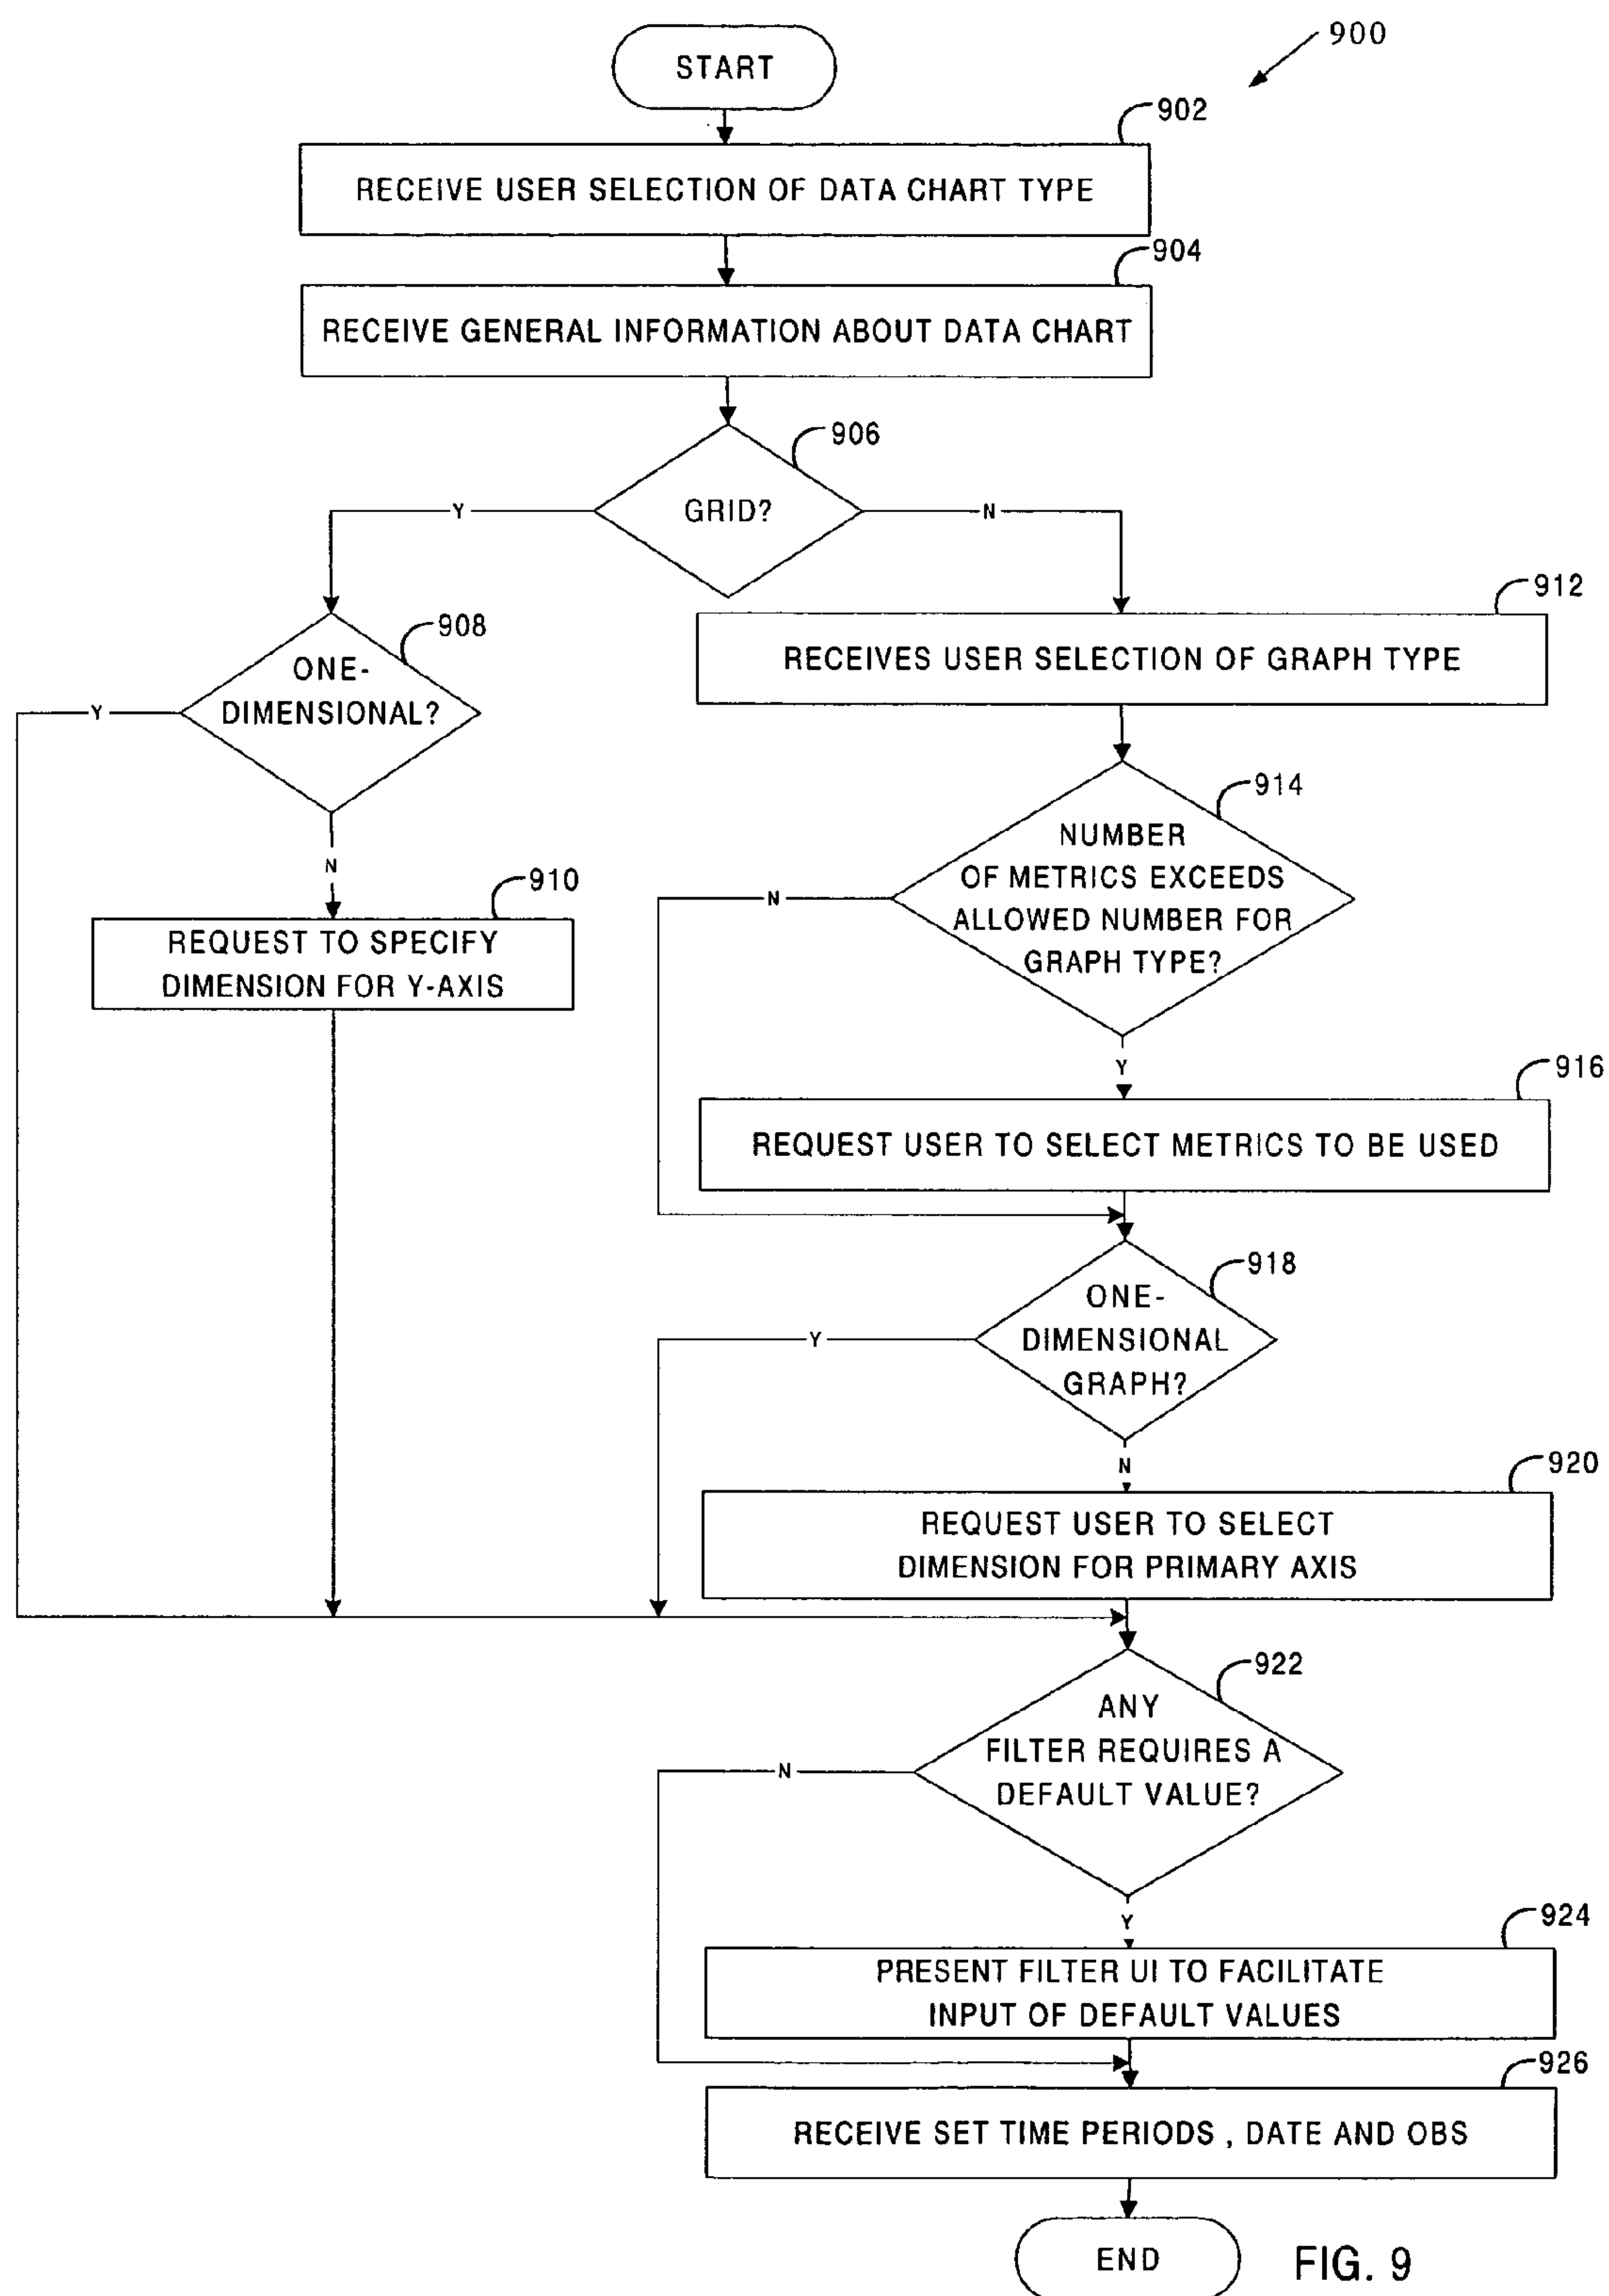 900
START
902
RECEIVE USER SELECTION OF DATA CHART TYPE
904
RECEIVE GENERAL INFORMATION ABOUT DATA CHART
906
GRID?
Y
N
908
ONE-
DIMENSIONAL?
Y
N
910
REQUEST TO SPECIFY
DIMENSION FOR Y-AXIS
912
RECEIVES USER SELECTION OF GRAPH TYPE
914
NUMBER
OF METRICS EXCEEDS
ALLOWED NUMBER FOR
GRAPH TYPE?
N
Y
916
REQUEST USER TO SELECT METRICS TO BE USED
918
ONE-
DIMENSIONAL
GRAPH?
Y
N
920
REQUEST USER TO SELECT
DIMENSION FOR PRIMARY AXIS
922
ANY
FILTER REQUIRES A
DEFAULT VALUE?
N
Y
924
PRESENT FILTER UI TO FACILITATE
INPUT OF DEFAULT VALUES
926
RECEIVE SET TIME PERIODS , DATE AND OBS
END
FIG. 9